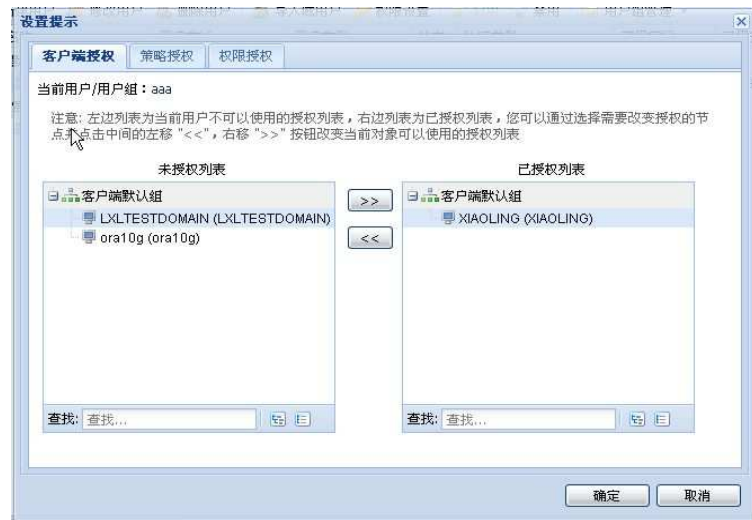 设置提示
客户端授权 策略授权 权限授权
当前用户/用户组：aaa
注意：左边列表为当前用户不可以使用的授权列表，右边列表为已授权列表，您可以通过选择需要改变授权的节
点并点击中间的左移 "<<"，右移 ">>" 按钮改变当前对象可以使用的授权列表
未授权列表
已授权列表
客户端默认组
LXLTESTDOMAIN (LXLTESTDOMAIN)
ora10g (ora10g)
>>
<<
客户端默认组
XIAOLING (XIAOLING)
查找: 查找...
查找: 查找...
确定 取消